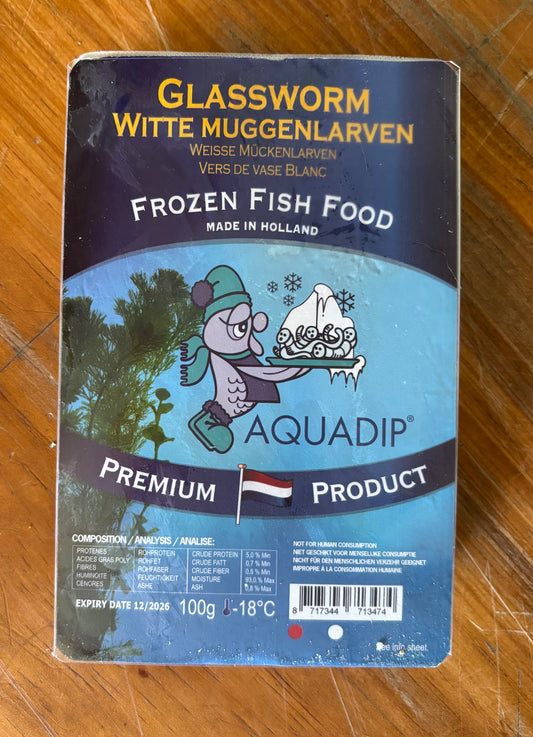 GLASSWORM
WITTE MUGGENLARVEN
WEISSE MÜCKENLARVEN
VERS DE VASE BLANC
FROZEN FISH FOOD
MADE IN HOLLAND
AQUADIP®
PREMIUM PRODUCT
COMPOSITION / ANALYSIS / ANALISE:
PROTENES ROHPROTEIN CRUDE PROTEIN 5.0 % Min
ACIDES GRAS POLY ROHFET CRUDE FATT 0,7 % Min
FIBRES ROHFASER CRUDE FIBER 0,5 % Min
HUMINOITE FEUCHTIGKEIT MOISTURE 93,0 % Max
CENORES ASHE ASH 0,8 % Max
EXPIRY DATE 12/2026 100g -18°C
NOT FOR HUMAN CONSUMPTION
NIET GESCHIKT VOOR MENSELIJKE CONSUMPTIE
NICHT FÜR DEN MENSCHLICHEN VERZEHR GEEIGNET
IMPROPRE À LA CONSOMMATION HUMAINE
8 717344 713474
See info sheet